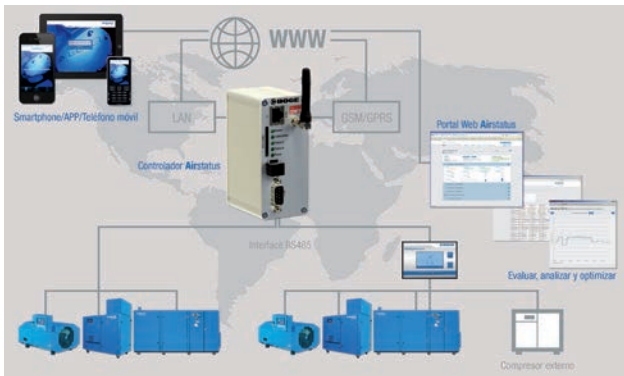 WWW
Smartphone/APP/Teléfono móvil
LAN
BOGE
GSM/GPRS
Portal Web Airstatus
Controlador Airstatus
Interface RS485
Evaluar, analizar y optimizar
Compresor externo